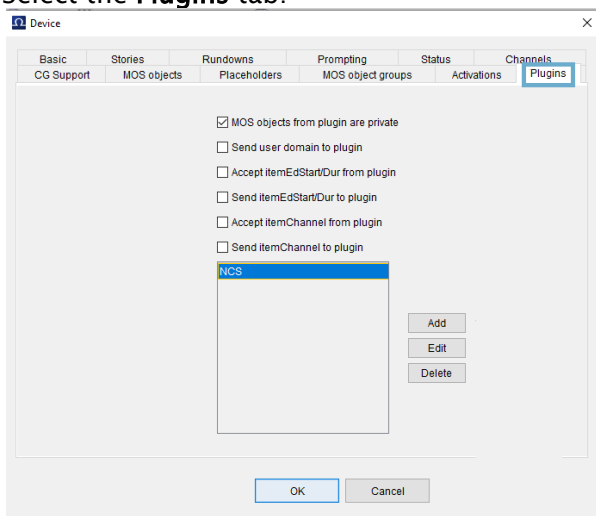 Select the Plugins tab.
Device
Basic Stories Rundowns Prompting Status Channels
CG Support MOS objects Placeholders MOS object groups Activations Plugins
MOS objects from plugin are private
Send user domain to plugin
Accept itemEdStart/Dur from plugin
Send itemEdStart/Dur to plugin
Accept itemChannel from plugin
Send itemChannel to plugin
NCS
Add
Edit
Delete
OK Cancel